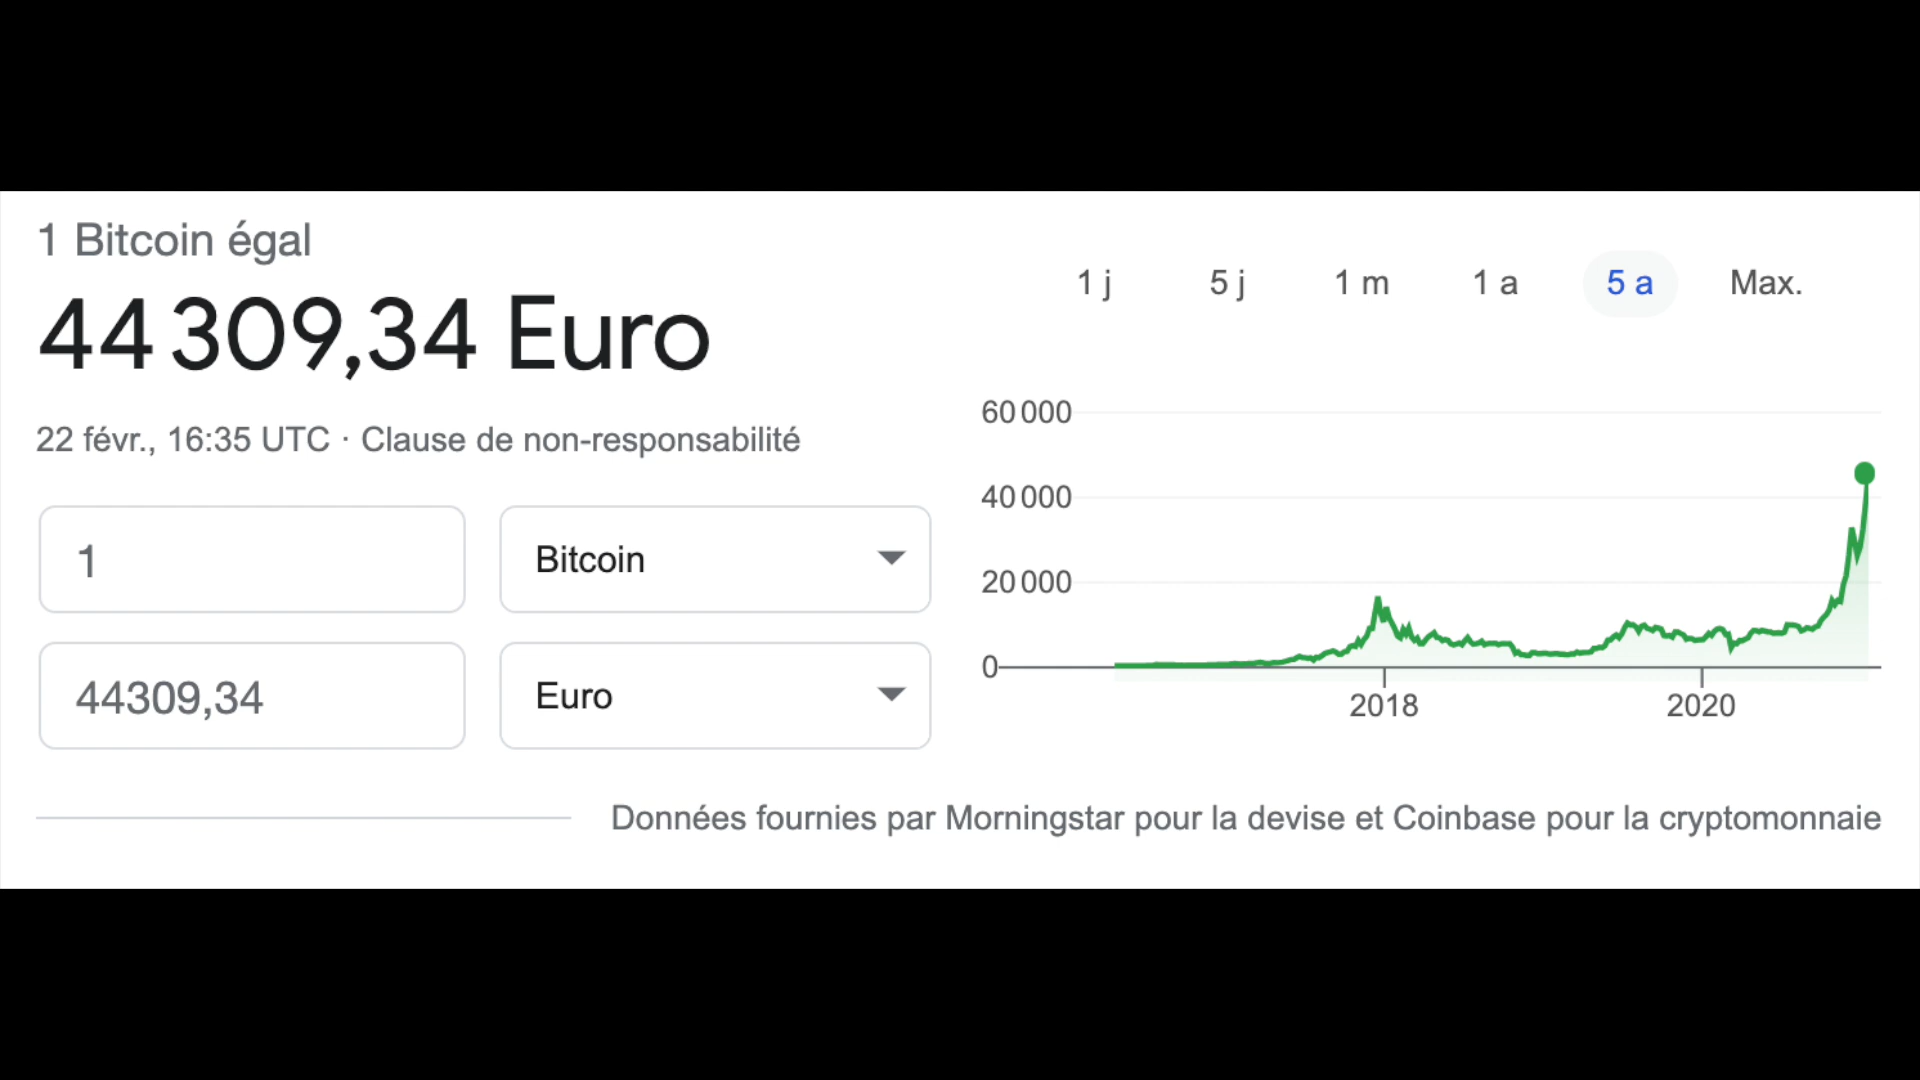 1 Bitcoin égal
44 309,34 Euro
22 févr., 16:35 UTC · Clause de non-responsabilité
1
Bitcoin
44309,34
Euro
1 j
5 j
1 m
1 a
5 a
Max.
60 000
40 000
20 000
0
2018
2020
Données fournies par Morningstar pour la devise et Coinbase pour la cryptomonnaie